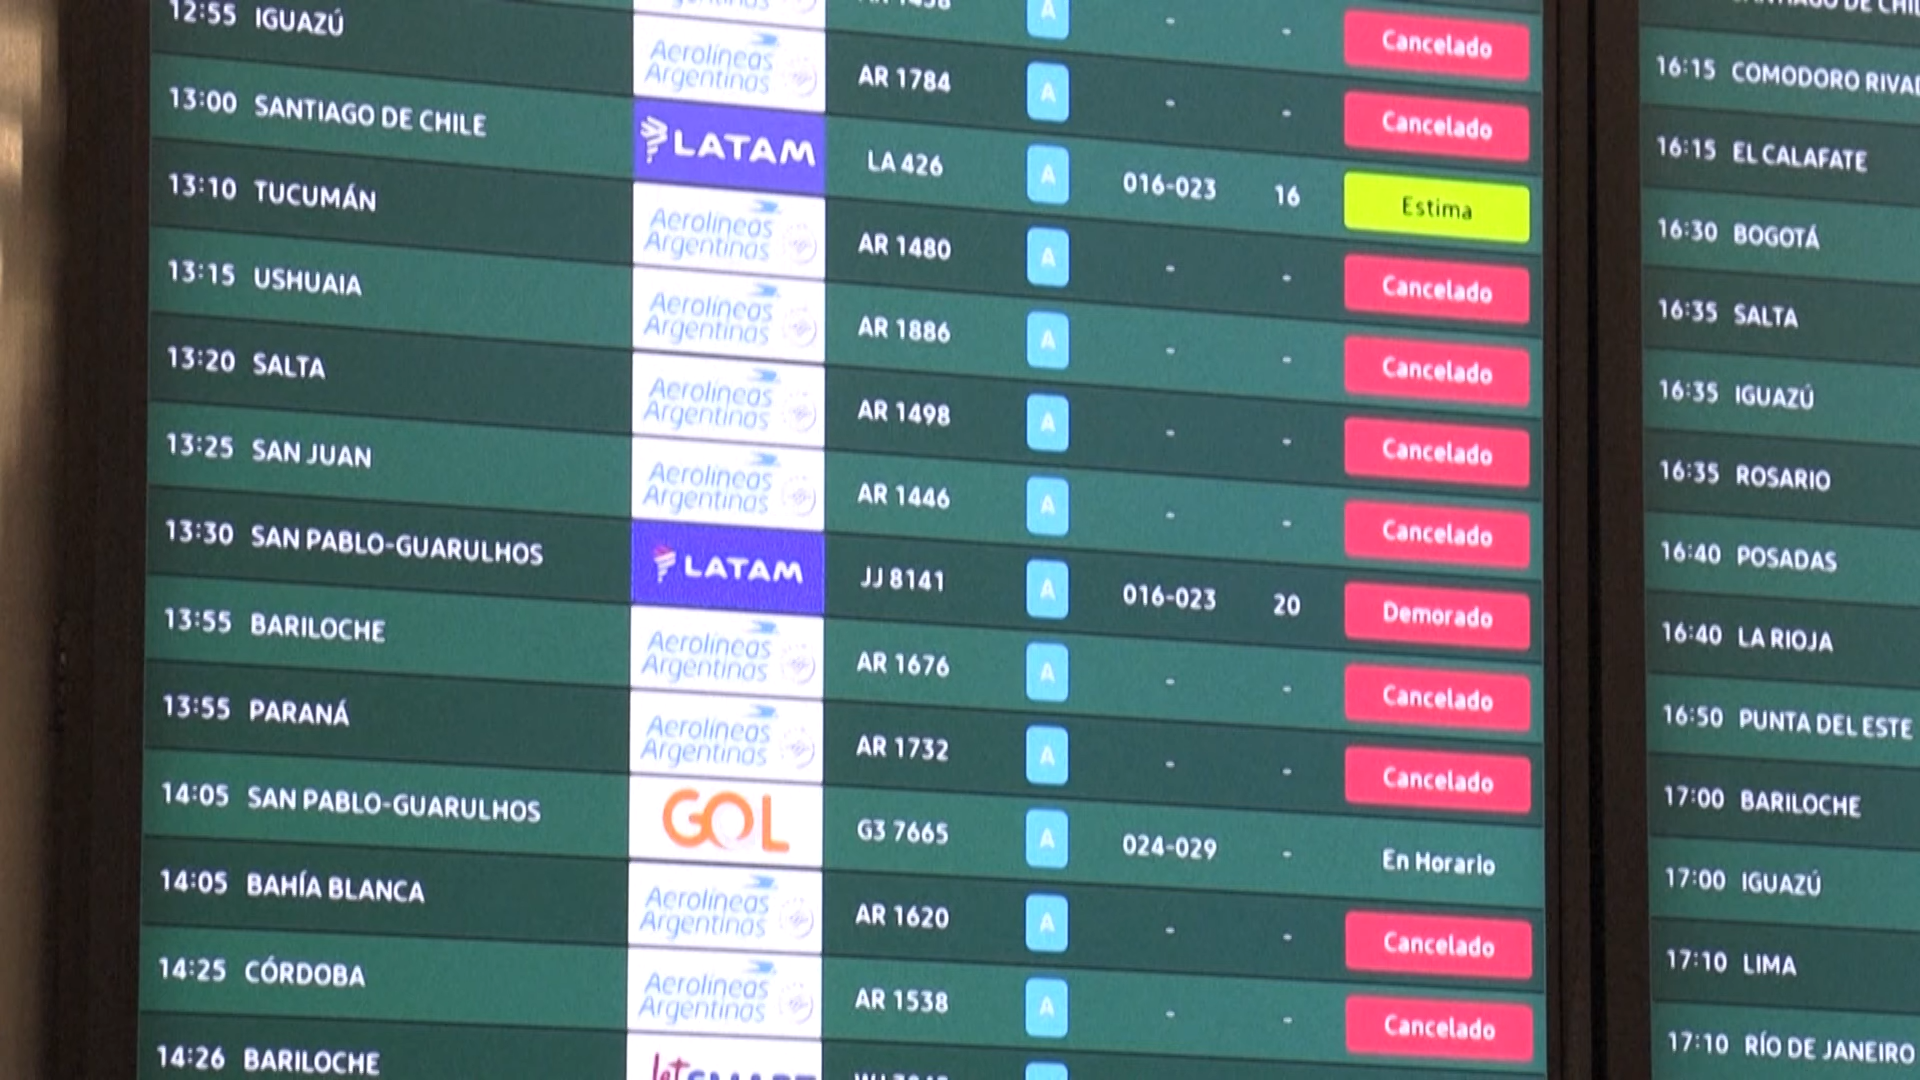 Cancelado
12:55 IGUAZÚ Aerolíneas Argentinas AR 1784 A - - Cancelado
13:00 SANTIAGO DE CHILE LATAM LA 426 A 016-023 16 Estima
13:10 TUCUMÁN Aerolíneas Argentinas AR 1480 A - - Cancelado
13:15 USHUAIA Aerolíneas Argentinas AR 1886 A - - Cancelado
13:20 SALTA Aerolíneas Argentinas AR 1498 A - - Cancelado
13:25 SAN JUAN Aerolíneas Argentinas AR 1446 A - - Cancelado
13:30 SAN PABLO-GUARULHOS LATAM JJ 8141 A 016-023 20 Demorado
13:55 BARILOCHE Aerolíneas Argentinas AR 1676 A - - Cancelado
13:55 PARANÁ Aerolíneas Argentinas AR 1732 A - - Cancelado
14:05 SAN PABLO-GUARULHOS GOL G3 7665 A 024-029 - En Horario
14:05 BAHÍA BLANCA Aerolíneas Argentinas AR 1620 A - - Cancelado
14:25 CÓRDOBA Aerolíneas Argentinas AR 1538 A - - Cancelado
14:26 BARILOCHE
16:15 COMODORO RIVAD
16:15 EL CALAFATE
16:30 BOGOTÁ
16:35 SALTA
16:35 IGUAZÚ
16:35 ROSARIO
16:40 POSADAS
16:40 LA RIOJA
16:50 PUNTA DEL ESTE
17:00 BARILOCHE
17:00 IGUAZÚ
17:10 LIMA
17:10 RÍO DE JANEIRO